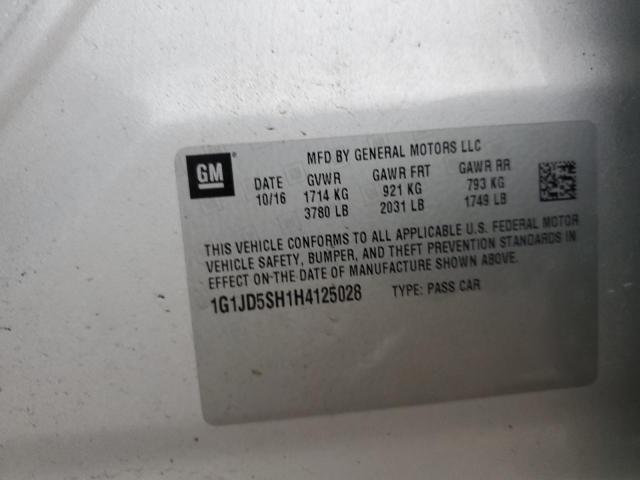 GM
MFD BY GENERAL MOTORS LLC
DATE GVWR GAWR FRT GAWR RR
10/16 1714 KG 921 KG 793 KG
3780 LB 2031 LB 1749 LB
THIS VEHICLE CONFORMS TO ALL APPLICABLE U.S. FEDERAL MOTOR
VEHICLE SAFETY, BUMPER, AND THEFT PREVENTION STANDARDS IN
EFFECT ON THE DATE OF MANUFACTURE SHOWN ABOVE.
1G1JD5SH1H4125028 TYPE: PASS CAR